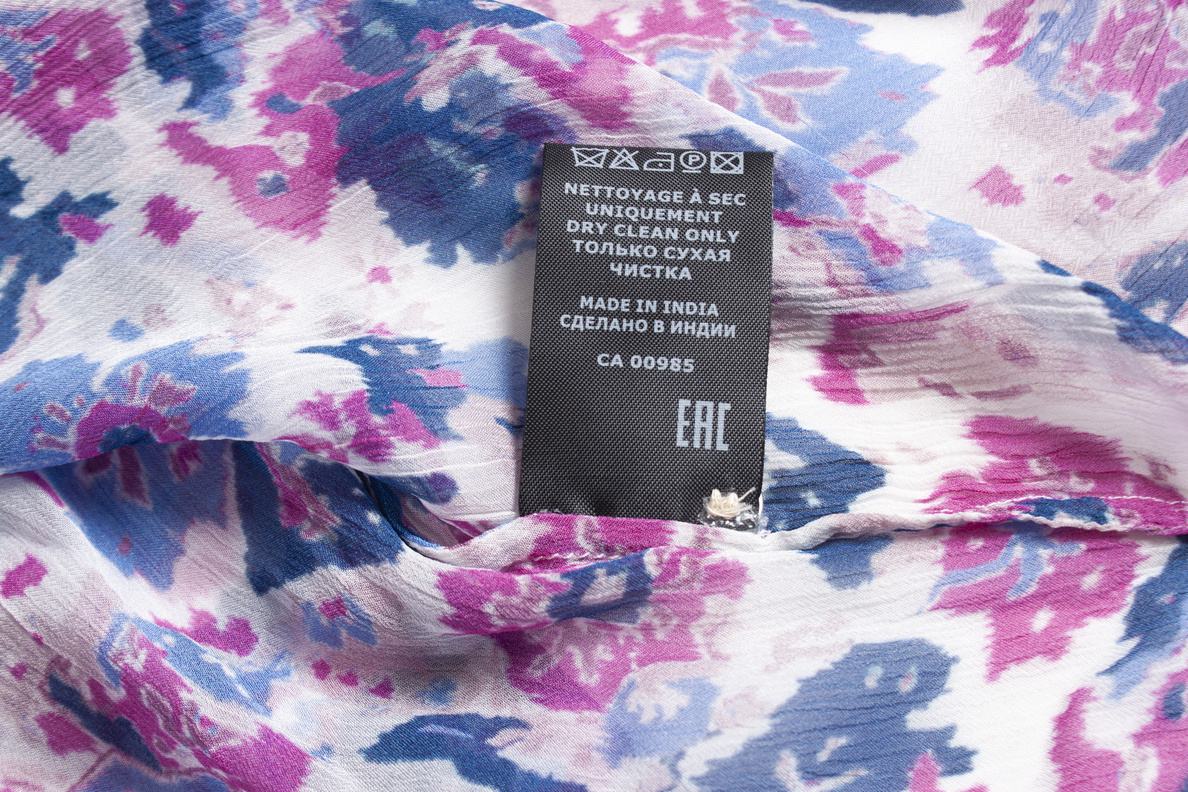 NETTOYAGE À SEC
UNIQUEMENT
DRY CLEAN ONLY
ТОЛЬКО СУХАЯ
ЧИСТКА
MADE IN INDIA
СДЕЛАНО В ИНДИИ
CA 00985
EAC